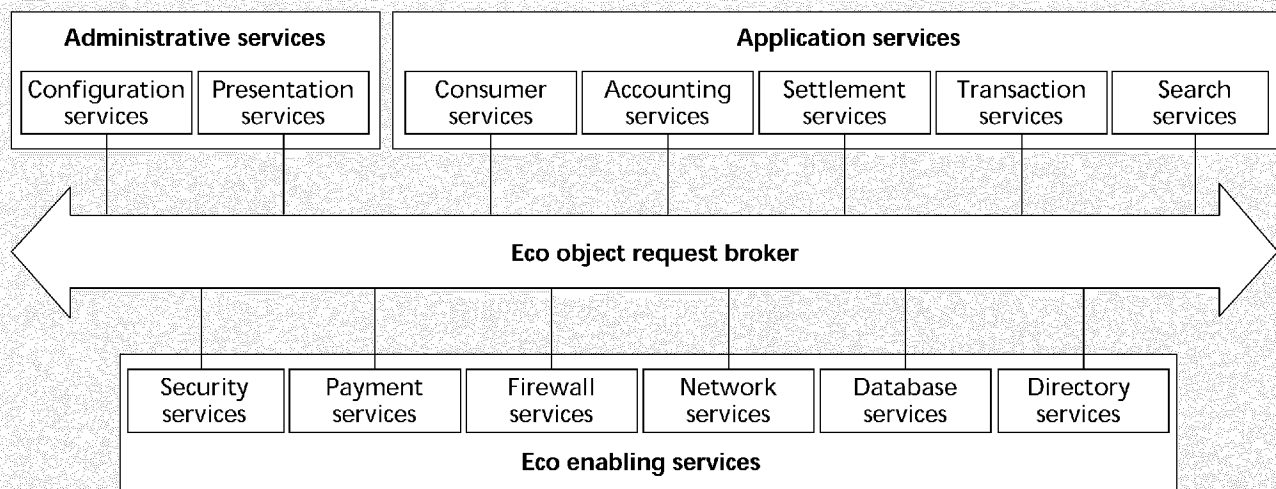 Administrative services
Configuration
services
Presentation
services
Application services
Consumer
services
Accounting
services
Settlement
services
Transaction
services
Search
services
Eco object request broker
Security
services
Payment
services
Firewall
services
Network
services
Database
services
Directory
services
Eco enabling services